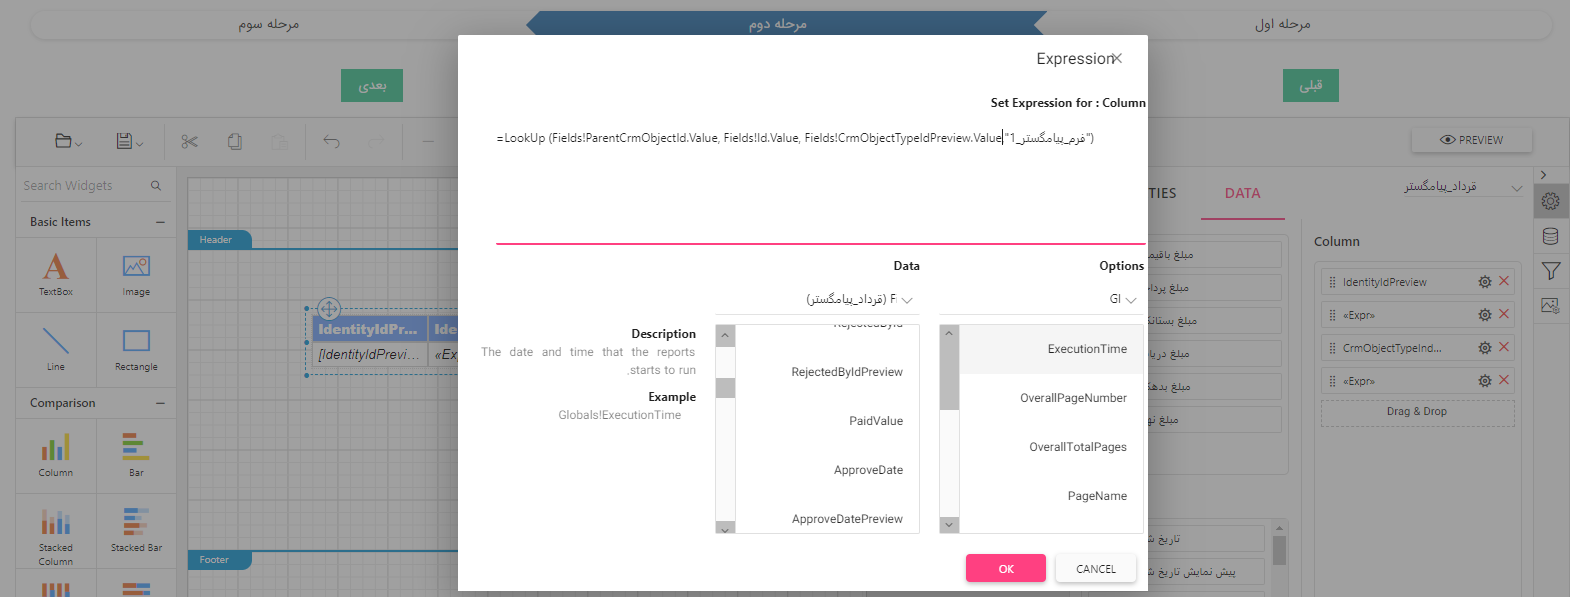 مرحله اول
مرحله دوم
مرحله سوم
قبلی
بعدی
PREVIEW
Search Widgets
Basic Items
TextBox
Image
Line
Rectangle
Comparison
Column
Bar
Stacked Column
Stacked Bar
Header
IdentityIdPr...
Ide
[IdentityIdPrevi...
«Ex
Footer
Expression
Set Expression for : Column
=LookUp (Fields!ParentCrmObjectId.Value, Fields!Id.Value, Fields!CrmObjectTypeIdPreview.Value"فرم_پیامگستر_1")
Data
Options
(قرداد_پیامگستر) Fi
Gl
Description
The date and time that the reports
starts to run.
Example
Globals!ExecutionTime
RejectedById
RejectedByIdPreview
PaidValue
ApproveDate
ApproveDatePreview
ExecutionTime
OverallPageNumber
OverallTotalPages
PageName
OK
CANCEL
TIES
DATA
قرداد_پیامگستر
مبلغ باقیم
مبلغ پرداخ
مبلغ بستانک
مبلغ دریا
مبلغ بدهک
مبلغ نه
تاریخ ش
پیش نمایش تاریخ ش
Column
IdentityIdPreview
«Expr»
CrmObjectTypeInd...
«Expr»
Drag & Drop